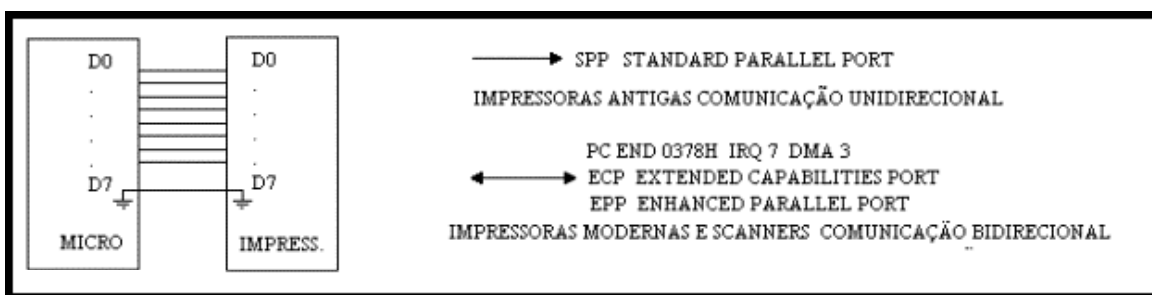 D0
.
.
.
.
D7
MICRO
D0
.
.
.
D7
IMPRESS.
SPP STANDARD PARALLEL PORT
IMPRESSORAS ANTIGAS COMUNICAÇÃO UNIDIRECIONAL
PC END 0378H IRQ 7 DMA 3
ECP EXTENDED CAPABILITIES PORT
EPP ENHANCED PARALLEL PORT
IMPRESSORAS MODERNAS E SCANNERS COMUNICAÇÃO BIDIRECIONAL